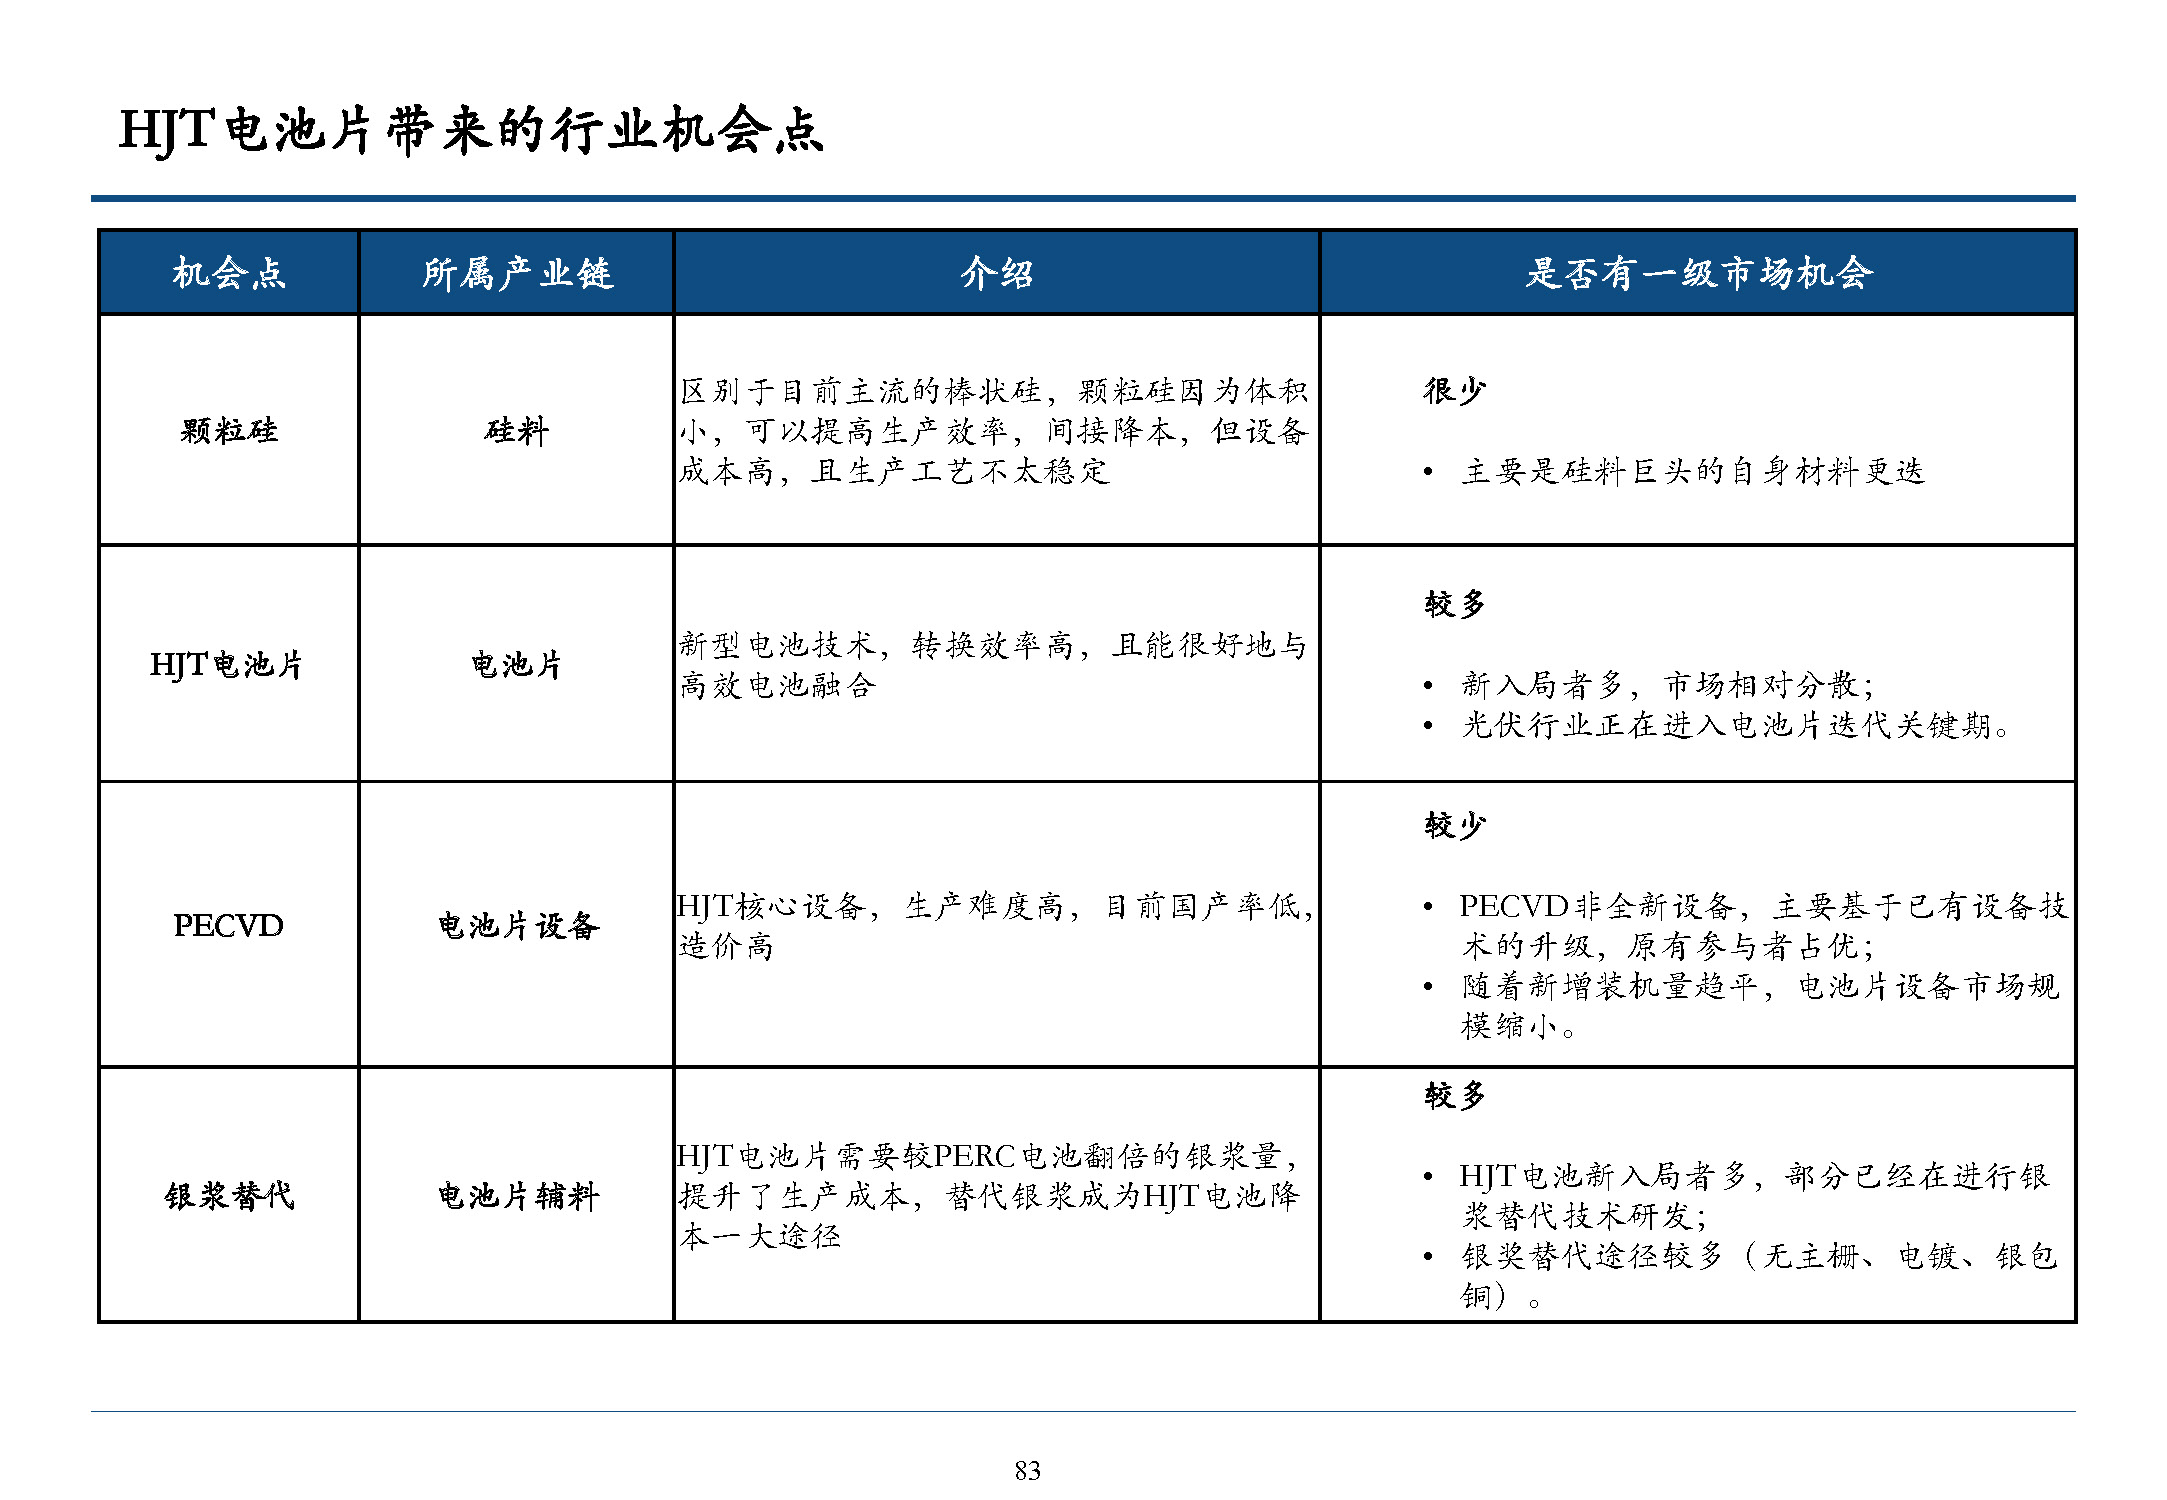 HJT电池片带来的行业机会点
机会点
所属产业链
介绍
是否有一级市场机会
颗粒硅
硅料
区别于目前主流的棒状硅，颗粒硅因为体积
小，可以提高生产效率，间接降本，但设备
成本高，且生产工艺不太稳定
很少
• 主要是硅料巨头的自身材料更迭
HJT电池片
电池片
新型电池技术，转换效率高，且能很好地与
高效电池融合
较多
• 新入局者多，市场相对分散；
• 光伏行业正在进入电池片迭代关键期。
PECVD
电池片设备
HJT核心设备，生产难度高，目前国产率低，
造价高
较少
• PECVD非全新设备，主要基于已有设备技
术的升级，原有参与者占优；
• 随着新增装机量趋平，电池片设备市场规
模缩小。
银浆替代
电池片辅料
HJT电池片需要较PERC电池翻倍的银浆量，
提升了生产成本，替代银浆成为HJT电池降
本一大途径
较多
• HJT电池新入局者多，部分已经在进行银
浆替代技术研发；
• 银奖替代途径较多（无主栅、电镀、银包
铜）。
83